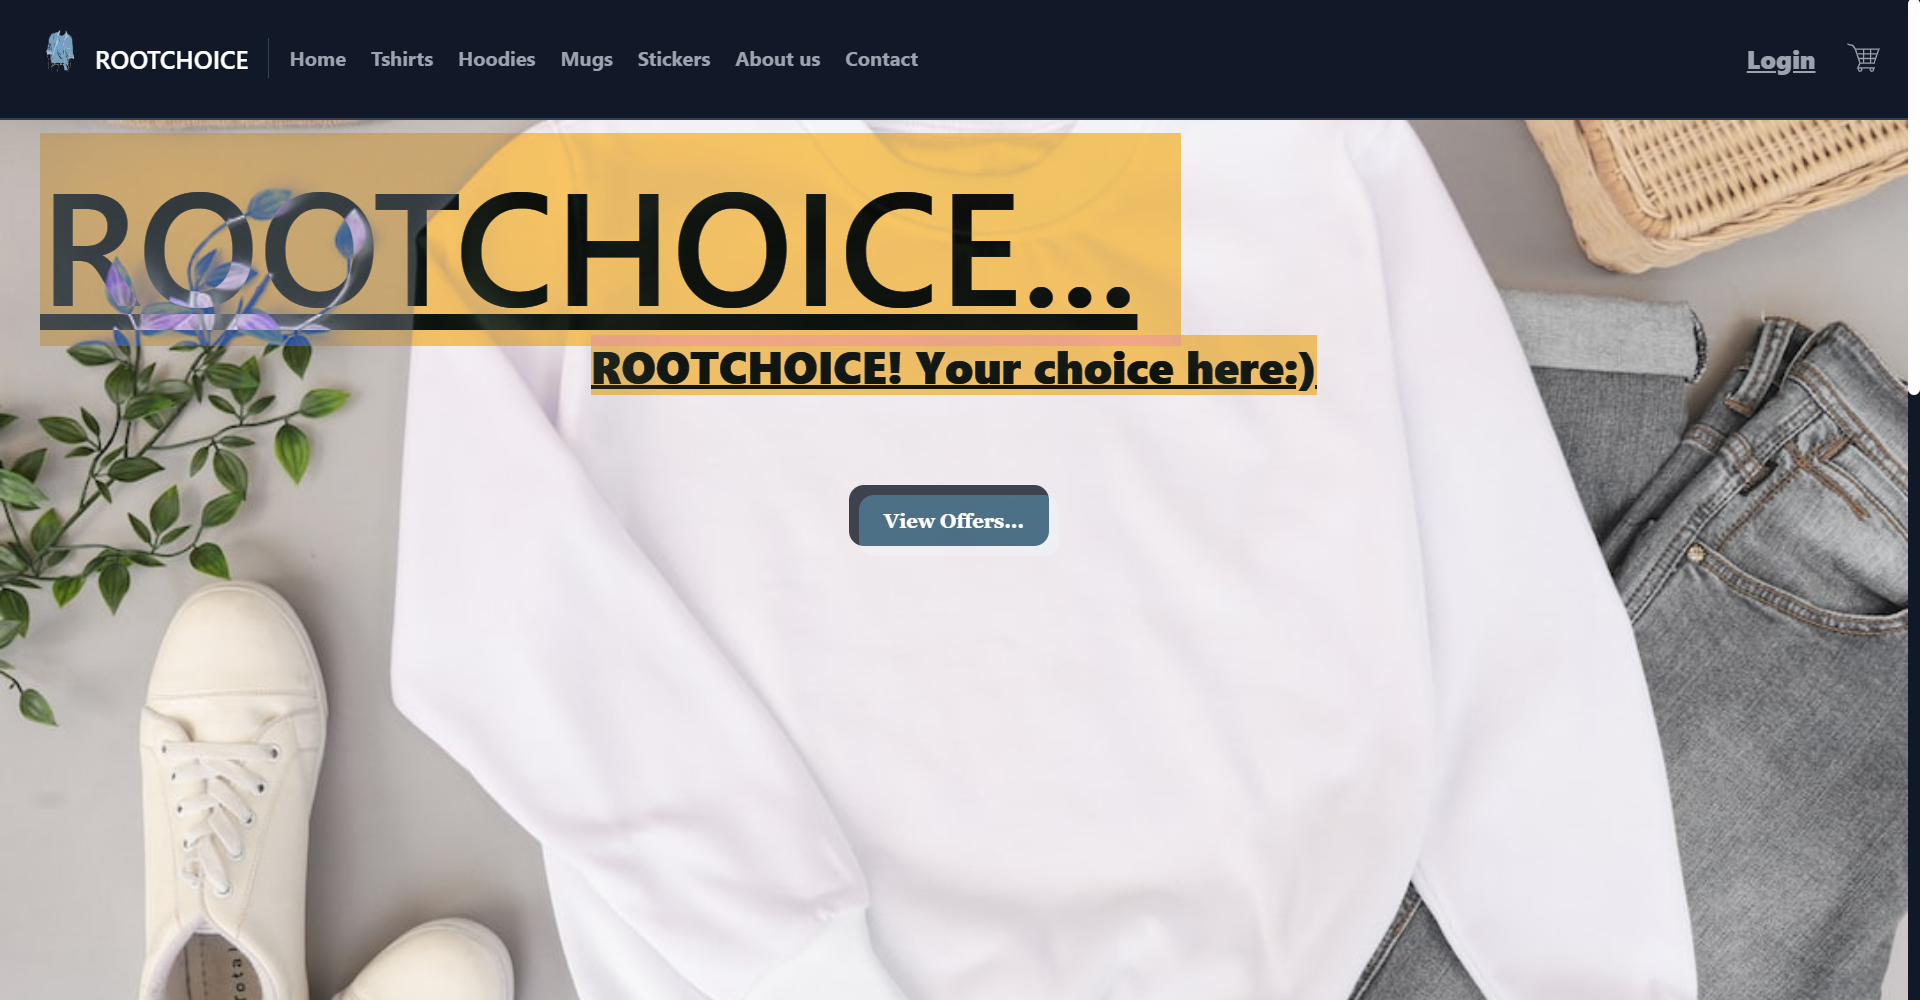 ROOTCHOICE
Home Tshirts Hoodies Mugs Stickers About us Contact
Login
ROOTCHOICE...
ROOTCHOICE! Your choice here:)
View Offers...